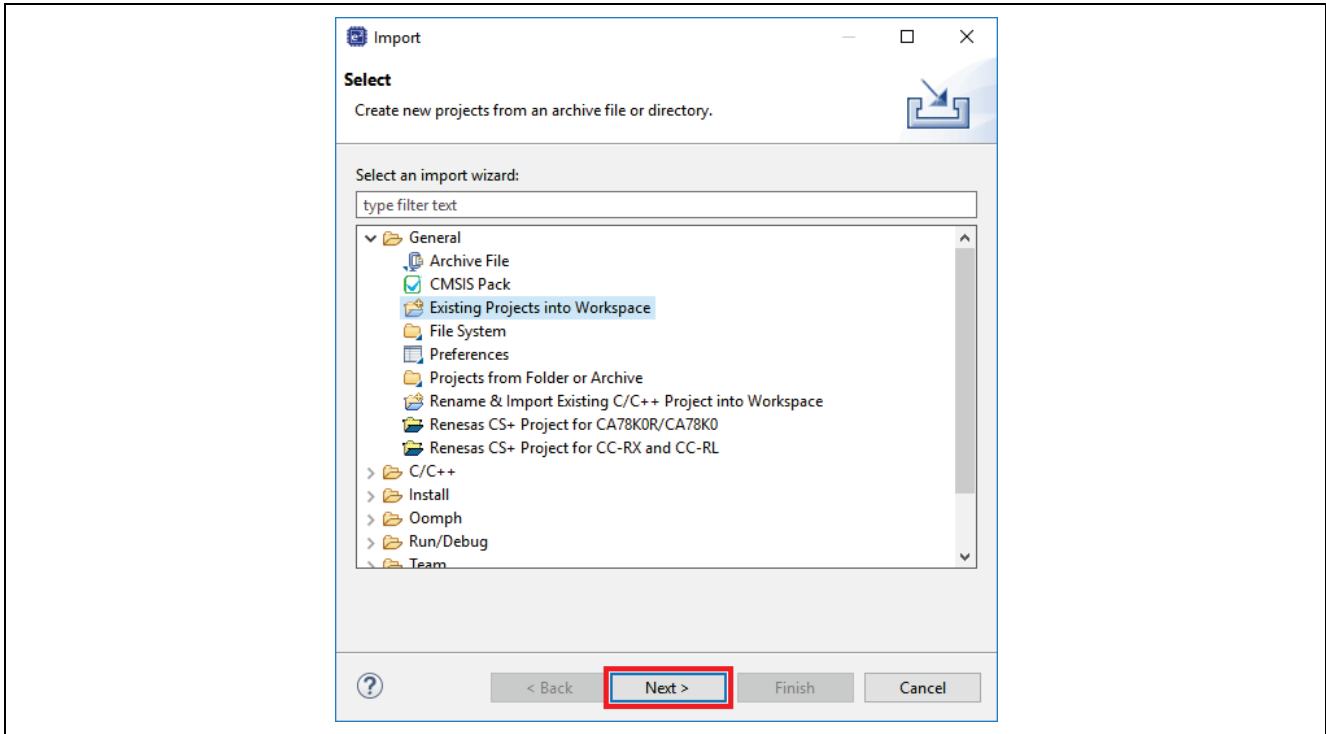 Import
Select
Create new projects from an archive file or directory.
Select an import wizard:
type filter text
General
Archive File
CMSIS Pack
Existing Projects into Workspace
File System
Preferences
Projects from Folder or Archive
Rename & Import Existing C/C++ Project into Workspace
Renesas CS+ Project for CA78K0R/CA78K0
Renesas CS+ Project for CC-RX and CC-RL
C/C++
Install
Oomph
Run/Debug
Team
? < Back Next > Finish Cancel